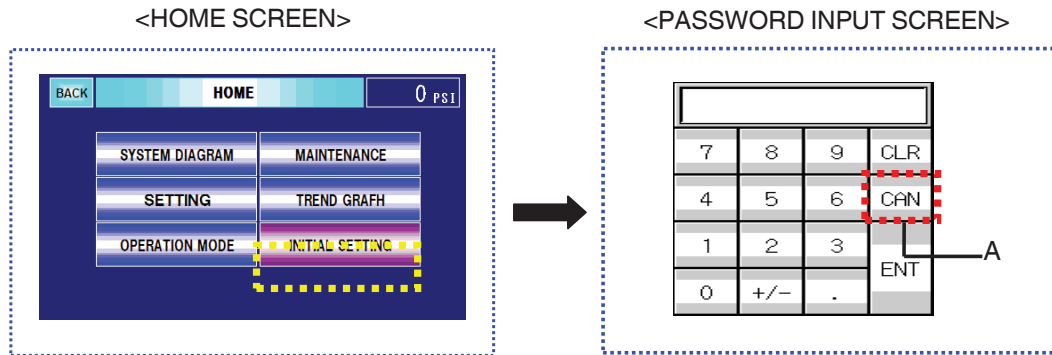 <HOME SCREEN>
<PASSWORD INPUT SCREEN>
BACK HOME 0 PSI
SYSTEM DIAGRAM MAINTENANCE
SETTING TREND GRAFH
OPERATION MODE INITIAL SETTING
7 8 9 CLR
4 5 6 CAN
1 2 3
A
ENT
0 +/- .